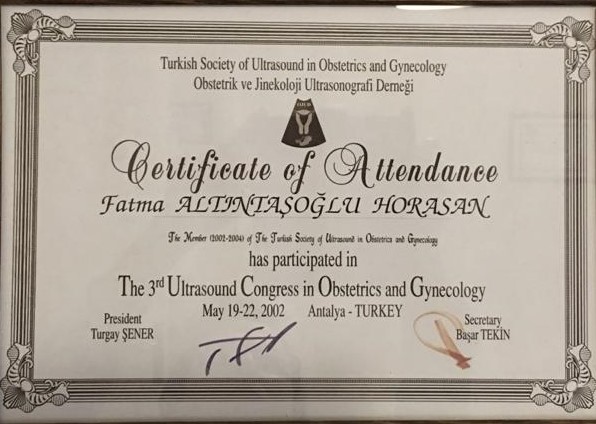 Turkish Society of Ultrasound in Obstetrics and Gynecology
Obstetrik ve Jinekoloji Ultrasonografi Derneği
Certificate of Attendance
Fatma ALTINTAŞOĞLU HORASAN
The Member (2002-2004) of The Turkish Society of Ultrasound in Obstetrics and Gynecology
has participated in
The 3rd Ultrasound Congress in Obstetrics and Gynecology
May 19-22, 2002 Antalya - TURKEY
President
Turgay ŞENER
Secretary
Başar TEKİN